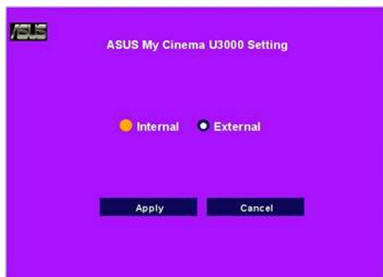 ASUS
ASUS My Cinema U3000 Setting
Internal External
Apply Cancel